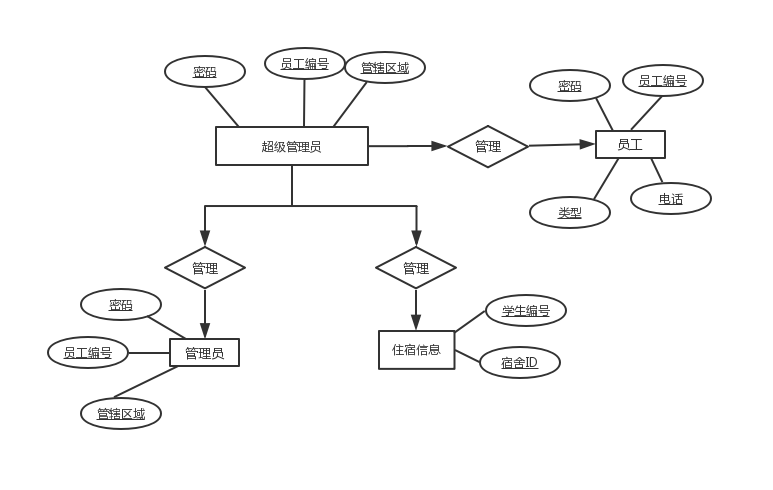 密码
员工编号
管辖区域
密码
员工编号
超级管理员
管理
员工
类型
电话
管理
管理
密码
学生编号
员工编号
管理员
住宿信息
宿舍ID
管辖区域